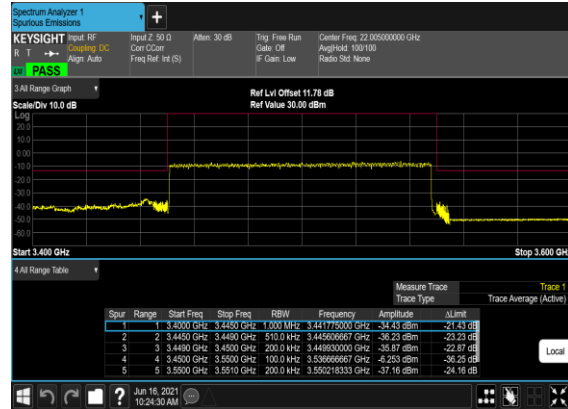 Spectrum Analyzer 1
Spurious Emissions
+
KEYSIGHT Input: RF Input Z: 50 Ω Atten: 30 dB Trig: Free Run Center Freq: 22.005000000 GHz
R T Coupling: DC Corr CCorr Gate: Off Avg|Hold: 100/100
Align: Auto Freq Ref: Int (S) IF Gain: Low Radio Std: None
PASS
3 All Range Graph
Ref Lvl Offset 11.78 dB
Scale/Div 10.0 dB Ref Value 30.00 dBm
Log
20.0
10.0
0.00
-10.0
-20.0
-30.0
-40.0
-50.0
-60.0
Start 3.400 GHz Stop 3.600 GHz
4 All Range Table
Measure Trace Trace 1
Trace Type Trace Average (Active)
Spur Range Start Freq Stop Freq RBW Frequency Amplitude ΔLimit
1 1 3.4000 GHz 3.4450 GHz 1.000 MHz 3.441775000 GHz -34.43 dBm -21.43 dB
2 2 3.4450 GHz 3.4490 GHz 510.0 kHz 3.445606667 GHz -36.23 dBm -23.23 dB
3 3 3.4490 GHz 3.4500 GHz 200.0 kHz 3.449930000 GHz -35.87 dBm -22.87 dB
4 4 3.4500 GHz 3.5500 GHz 100.0 kHz 3.536666667 GHz -6.253 dBm -36.25 dB
5 5 3.5500 GHz 3.5510 GHz 200.0 kHz 3.550218333 GHz -37.16 dBm -24.16 dB
Local
?
Jun 16, 2021
10:24:30 AM